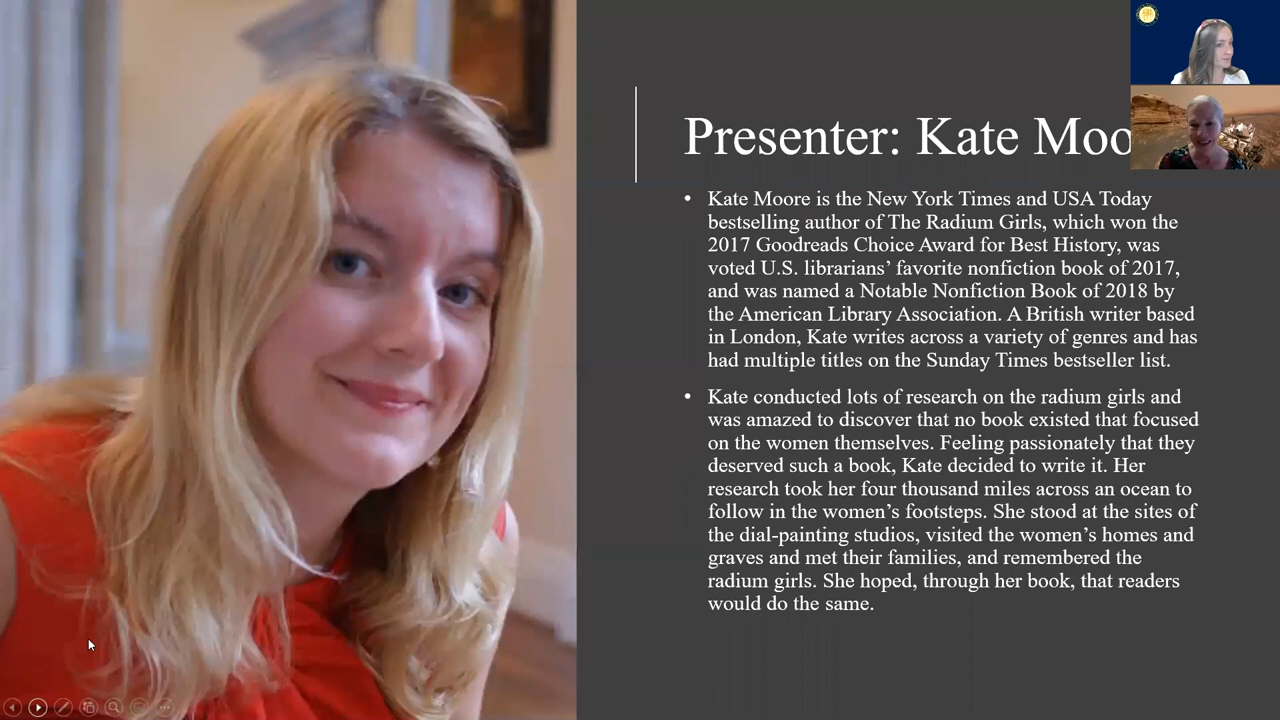 Presenter: Kate Moo
• Kate Moore is the New York Times and USA Today
bestselling author of The Radium Girls, which won the
2017 Goodreads Choice Award for Best History, was
voted U.S. librarians’ favorite nonfiction book of 2017,
and was named a Notable Nonfiction Book of 2018 by
the American Library Association. A British writer based
in London, Kate writes across a variety of genres and has
had multiple titles on the Sunday Times bestseller list.
• Kate conducted lots of research on the radium girls and
was amazed to discover that no book existed that focused
on the women themselves. Feeling passionately that they
deserved such a book, Kate decided to write it. Her
research took her four thousand miles across an ocean to
follow in the women’s footsteps. She stood at the sites of
the dial-painting studios, visited the women’s homes and
graves and met their families, and remembered the
radium girls. She hoped, through her book, that readers
would do the same.